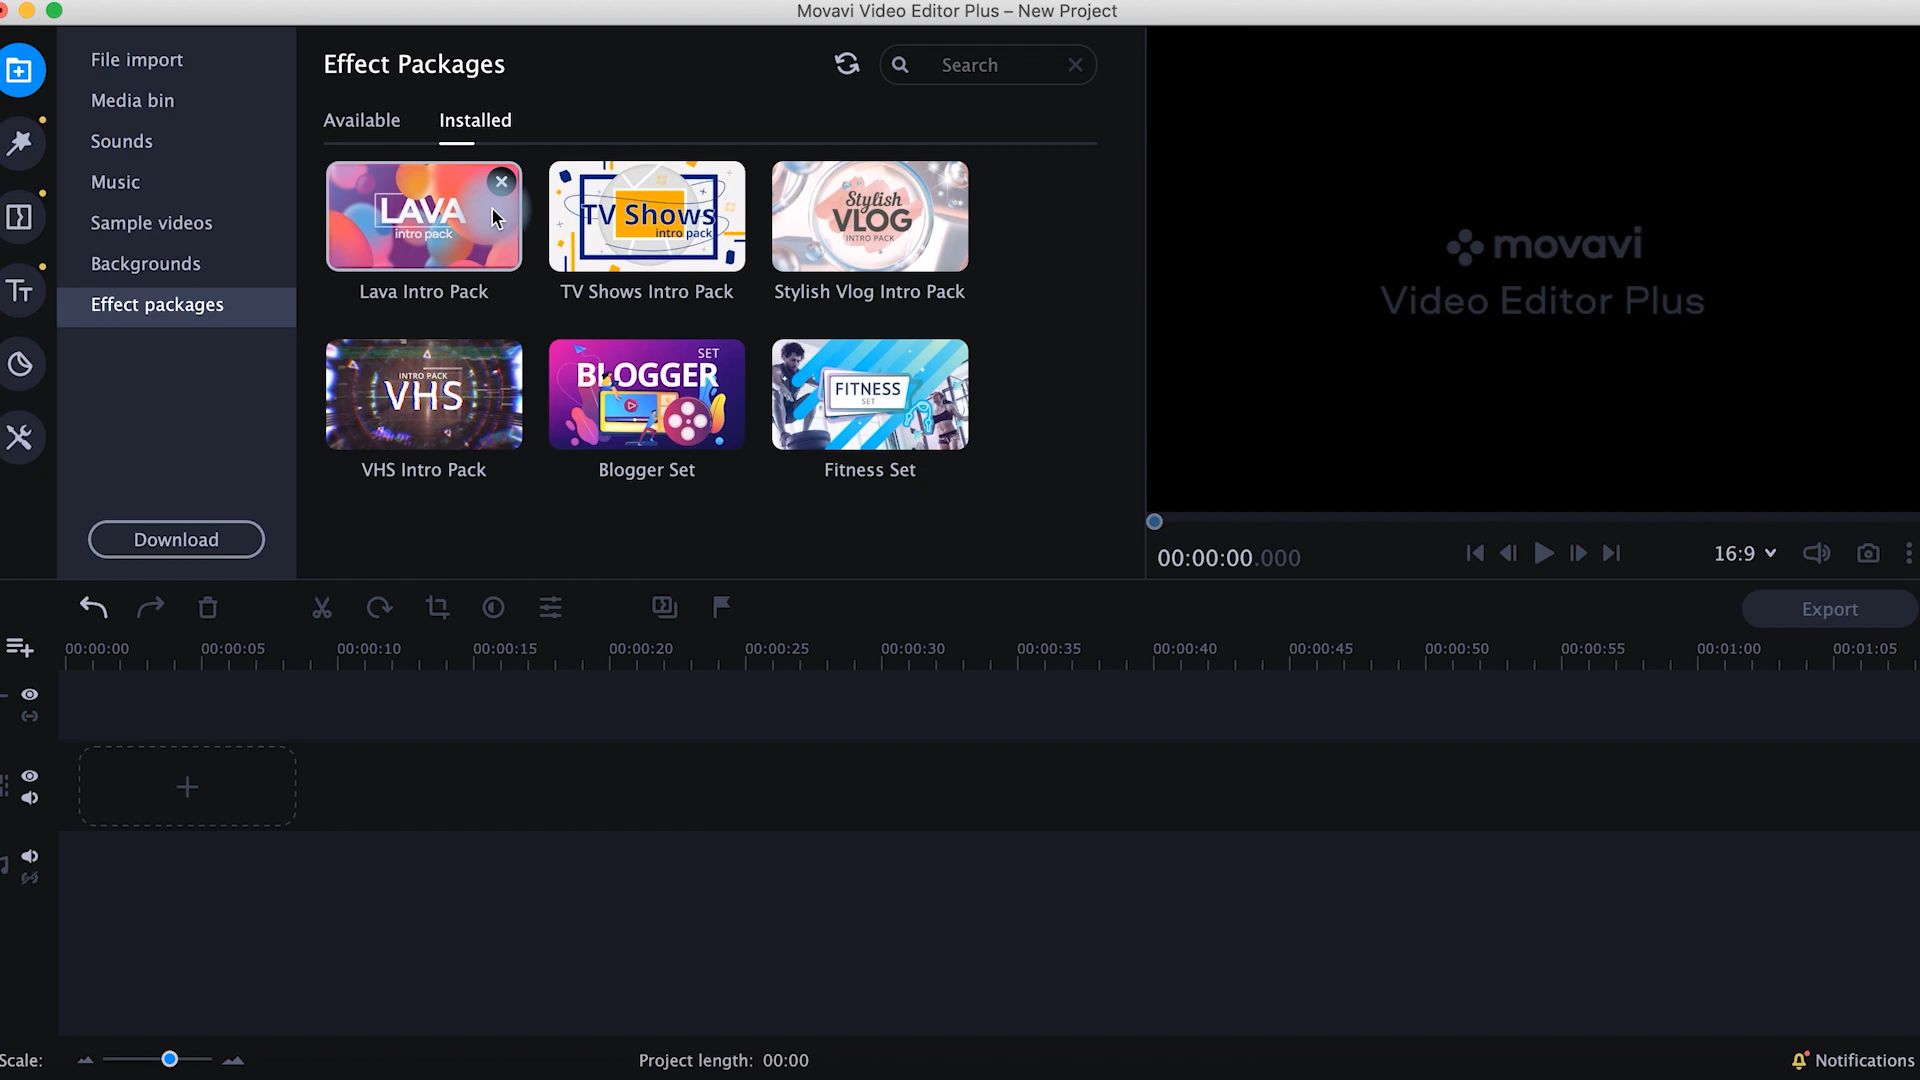 Movavi Video Editor Plus – New Project
File import
Media bin
Sounds
Music
Sample videos
Backgrounds
Effect packages
Download
Effect Packages
Search
Available
Installed
LAVA
intro pack
Lava Intro Pack
TV Shows
intro pack
TV Shows Intro Pack
Stylish
VLOG
INTRO PACK
Stylish Vlog Intro Pack
INTRO PACK
VHS
VHS Intro Pack
SET
BLOGGER
Blogger Set
FITNESS
SET
Fitness Set
movavi
Video Editor Plus
00:00:00.000
16:9
Export
00:00:00 00:00:05 00:00:10 00:00:15 00:00:20 00:00:25 00:00:30 00:00:35 00:00:40 00:00:45 00:00:50 00:00:55 00:01:00 00:01:05
Scale:
Project length: 00:00
Notifications